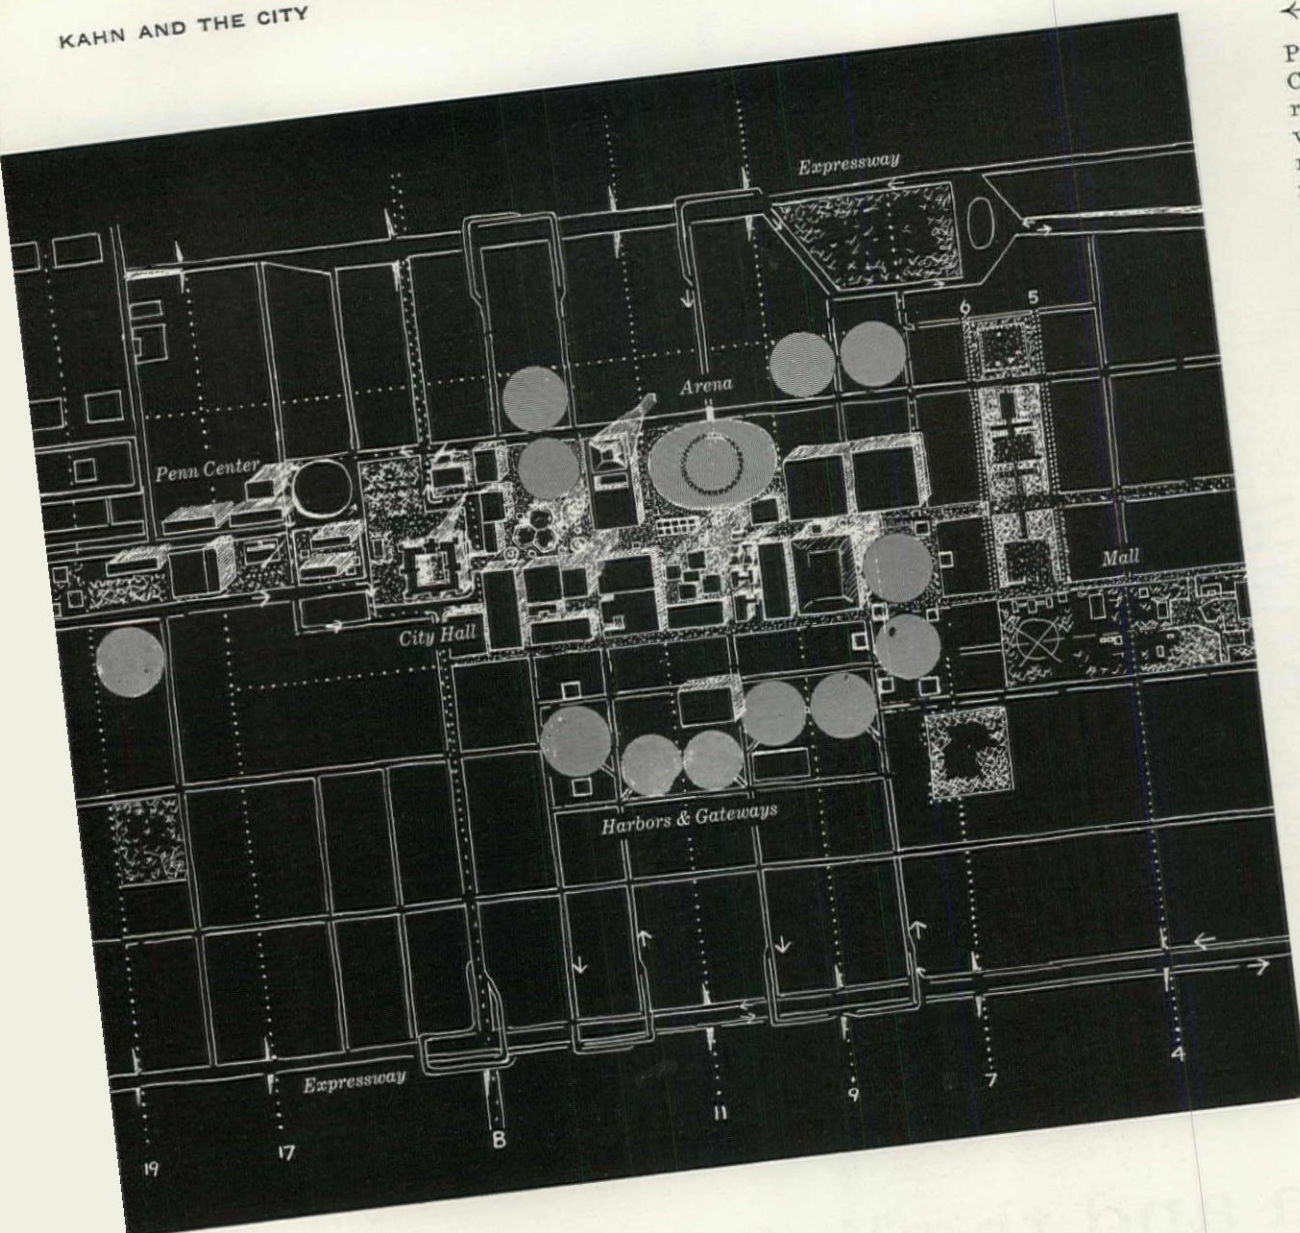 KAHN AND THE CITY
Expressway
6 5
Arena
Penn Center
Mall
City Hall
Harbors & Gateways
Expressway
19 17 B 11 9 7 4